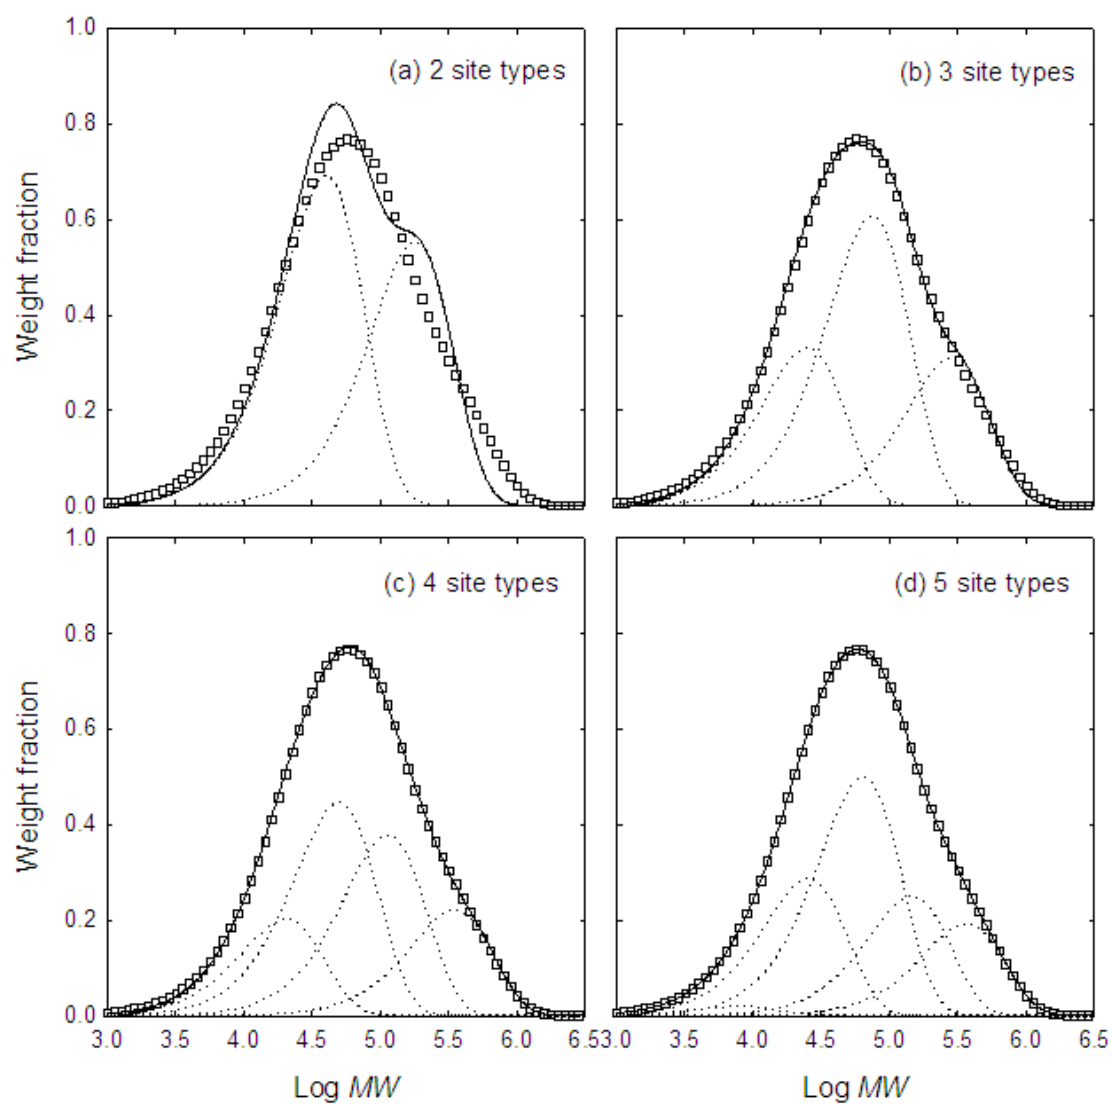 (a) 2 site types
(b) 3 site types
1.0
0.8
0.6
0.4
0.2
0.0
Weight fraction
(c) 4 site types
(d) 5 site types
1.0
0.8
0.6
0.4
0.2
0.0
Weight fraction
3.0 3.5 4.0 4.5 5.0 5.5 6.0 6.53.0 3.5 4.0 4.5 5.0 5.5 6.0 6.5
Log MW Log MW